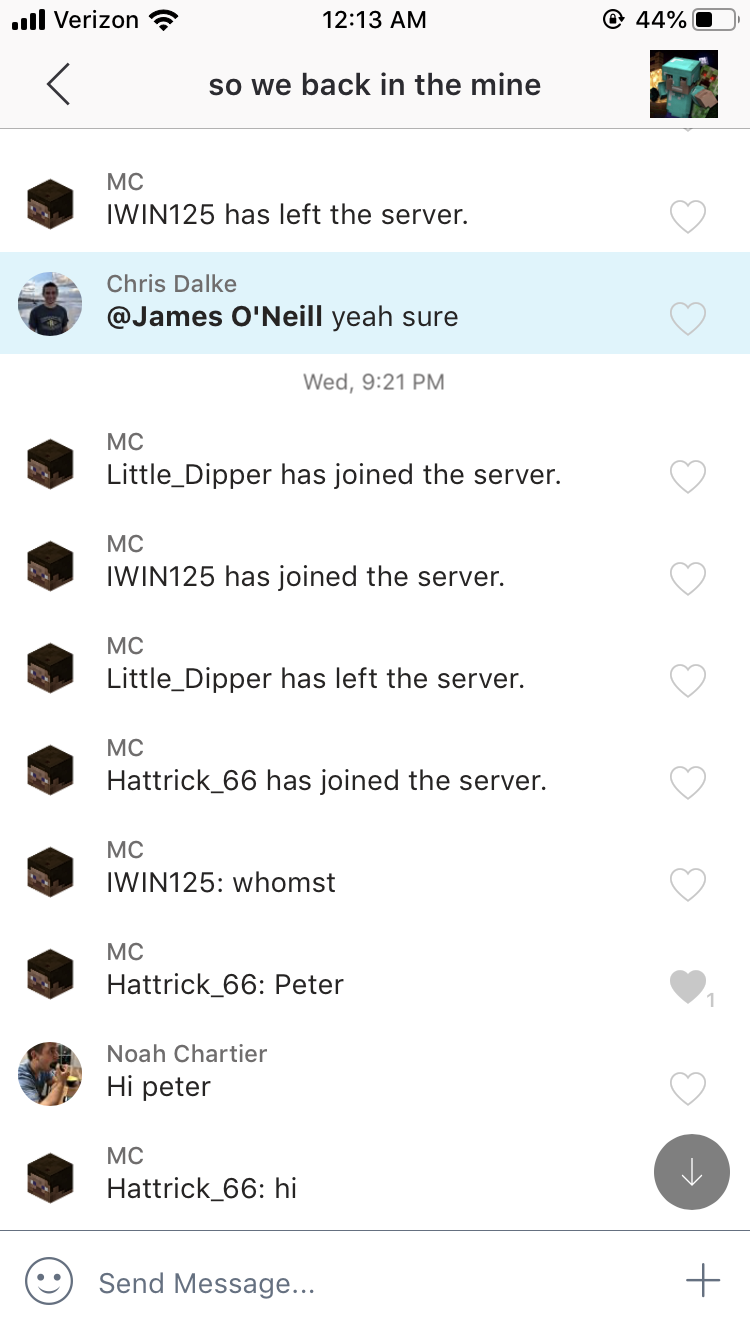 Verizon 12:13 AM 44%
so we back in the mine
MC
IWIN125 has left the server.
Chris Dalke
@James O'Neill yeah sure
Wed, 9:21 PM
MC
Little_Dipper has joined the server.
MC
IWIN125 has joined the server.
MC
Little_Dipper has left the server.
MC
Hattrick_66 has joined the server.
MC
IWIN125: whomst
MC
Hattrick_66: Peter
1
Noah Chartier
Hi peter
MC
Hattrick_66: hi
Send Message...